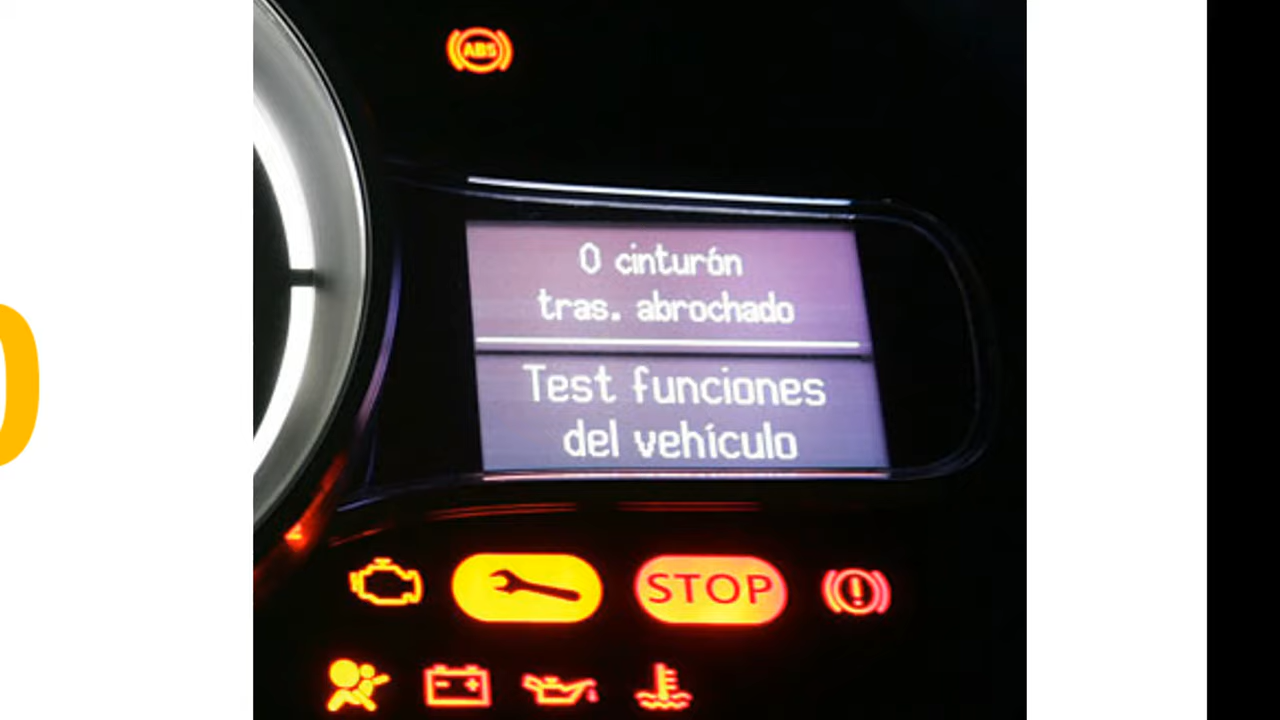 ABS
0 cinturón
tras. abrochado
Test funciones
del vehículo
STOP